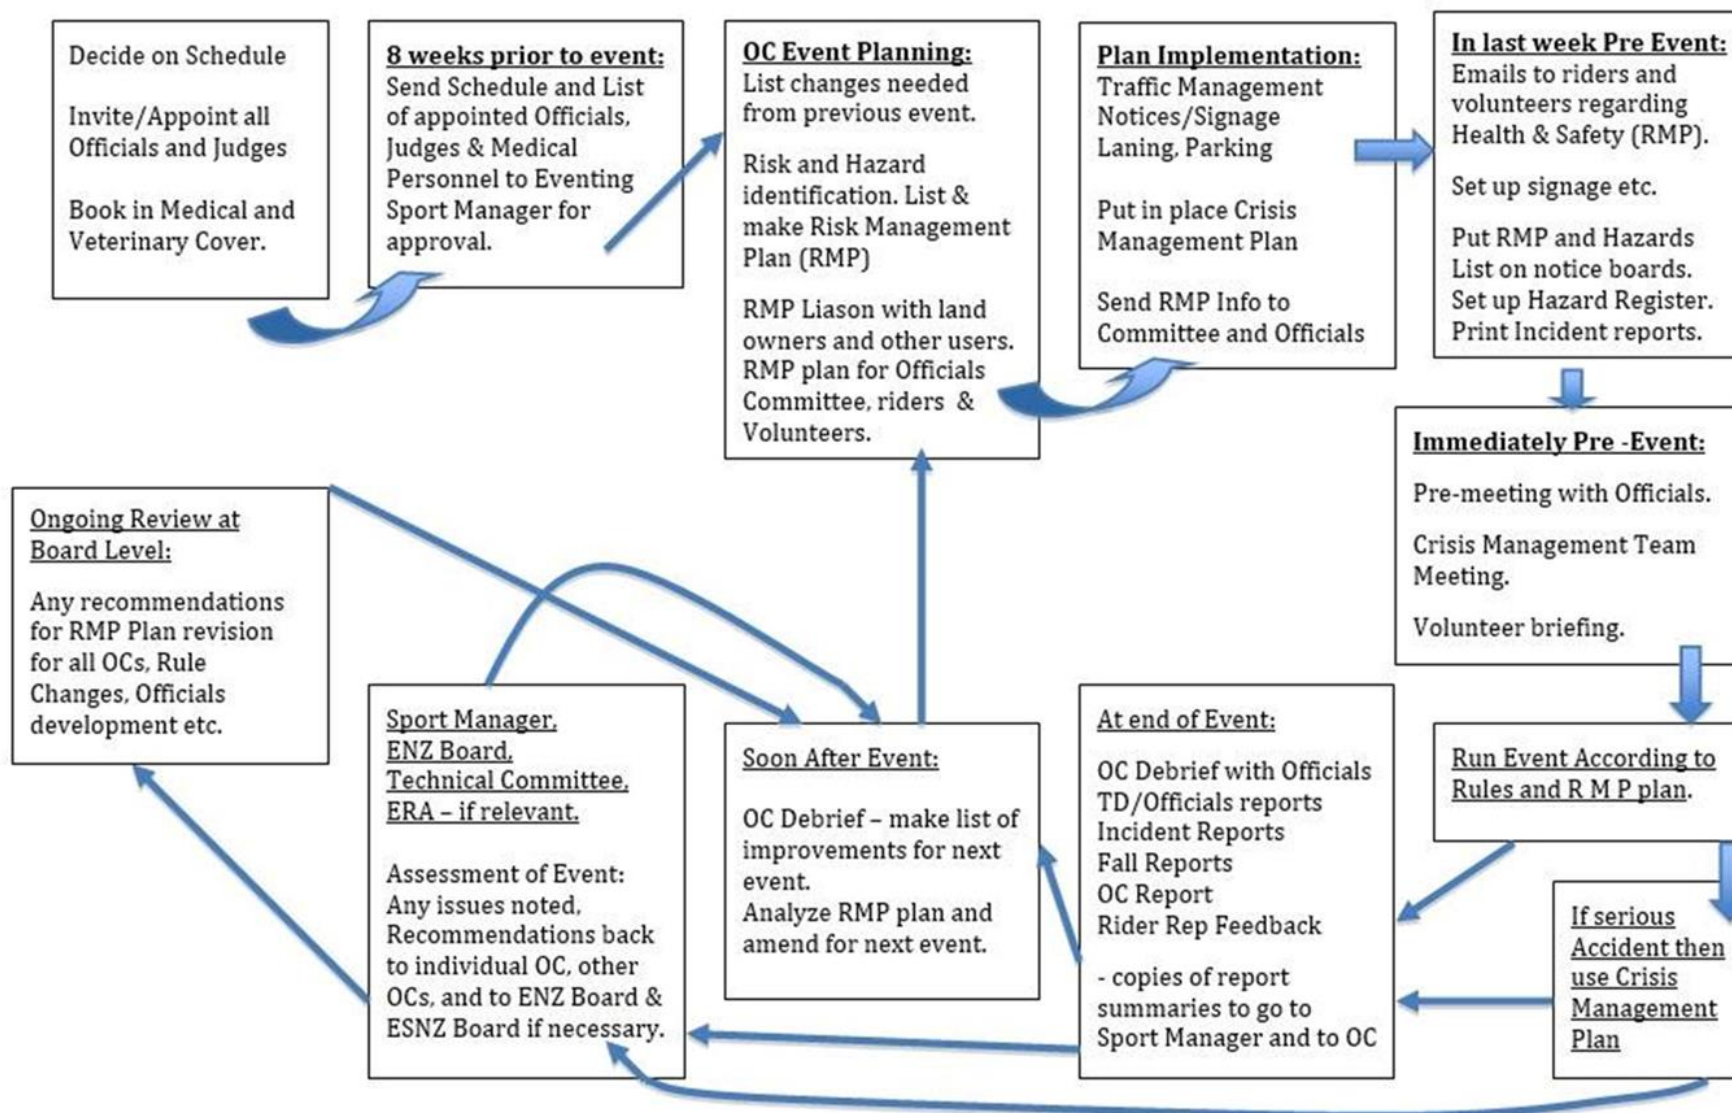 Decide on Schedule
Invite/Appoint all
Officials and Judges
Book in Medical and
Veterinary Cover.
8 weeks prior to event:
Send Schedule and List
of appointed Officials,
Judges & Medical
Personnel to Eventing
Sport Manager for
approval.
OC Event Planning:
List changes needed
from previous event.
Risk and Hazard
identification. List &
make Risk Management
Plan (RMP)
RMP Liason with land
owners and other users.
RMP plan for Officials
Committee, riders &
Volunteers.
Plan Implementation:
Traffic Management
Notices/Signage
Laning, Parking
Put in place Crisis
Management Plan
Send RMP Info to
Committee and Officials
In last week Pre Event:
Emails to riders and
volunteers regarding
Health & Safety (RMP).
Set up signage etc.
Put RMP and Hazards
List on notice boards.
Set up Hazard Register.
Print Incident reports.
Immediately Pre -Event:
Pre-meeting with Officials.
Crisis Management Team
Meeting.
Volunteer briefing.
Run Event According to
Rules and R M P plan.
If serious
Accident then
use Crisis
Management
Plan
At end of Event:
OC Debrief with Officials
TD/Officials reports
Incident Reports
Fall Reports
OC Report
Rider Rep Feedback
- copies of report
summaries to go to
Sport Manager and to OC
Soon After Event:
OC Debrief – make list of
improvements for next
event.
Analyze RMP plan and
amend for next event.
Sport Manager,
ENZ Board,
Technical Committee,
ERA – if relevant.
Assessment of Event:
Any issues noted,
Recommendations back
to individual OC, other
OCs, and to ENZ Board &
ESNZ Board if necessary.
Ongoing Review at
Board Level:
Any recommendations
for RMP Plan revision
for all OCs, Rule
Changes, Officials
development etc.